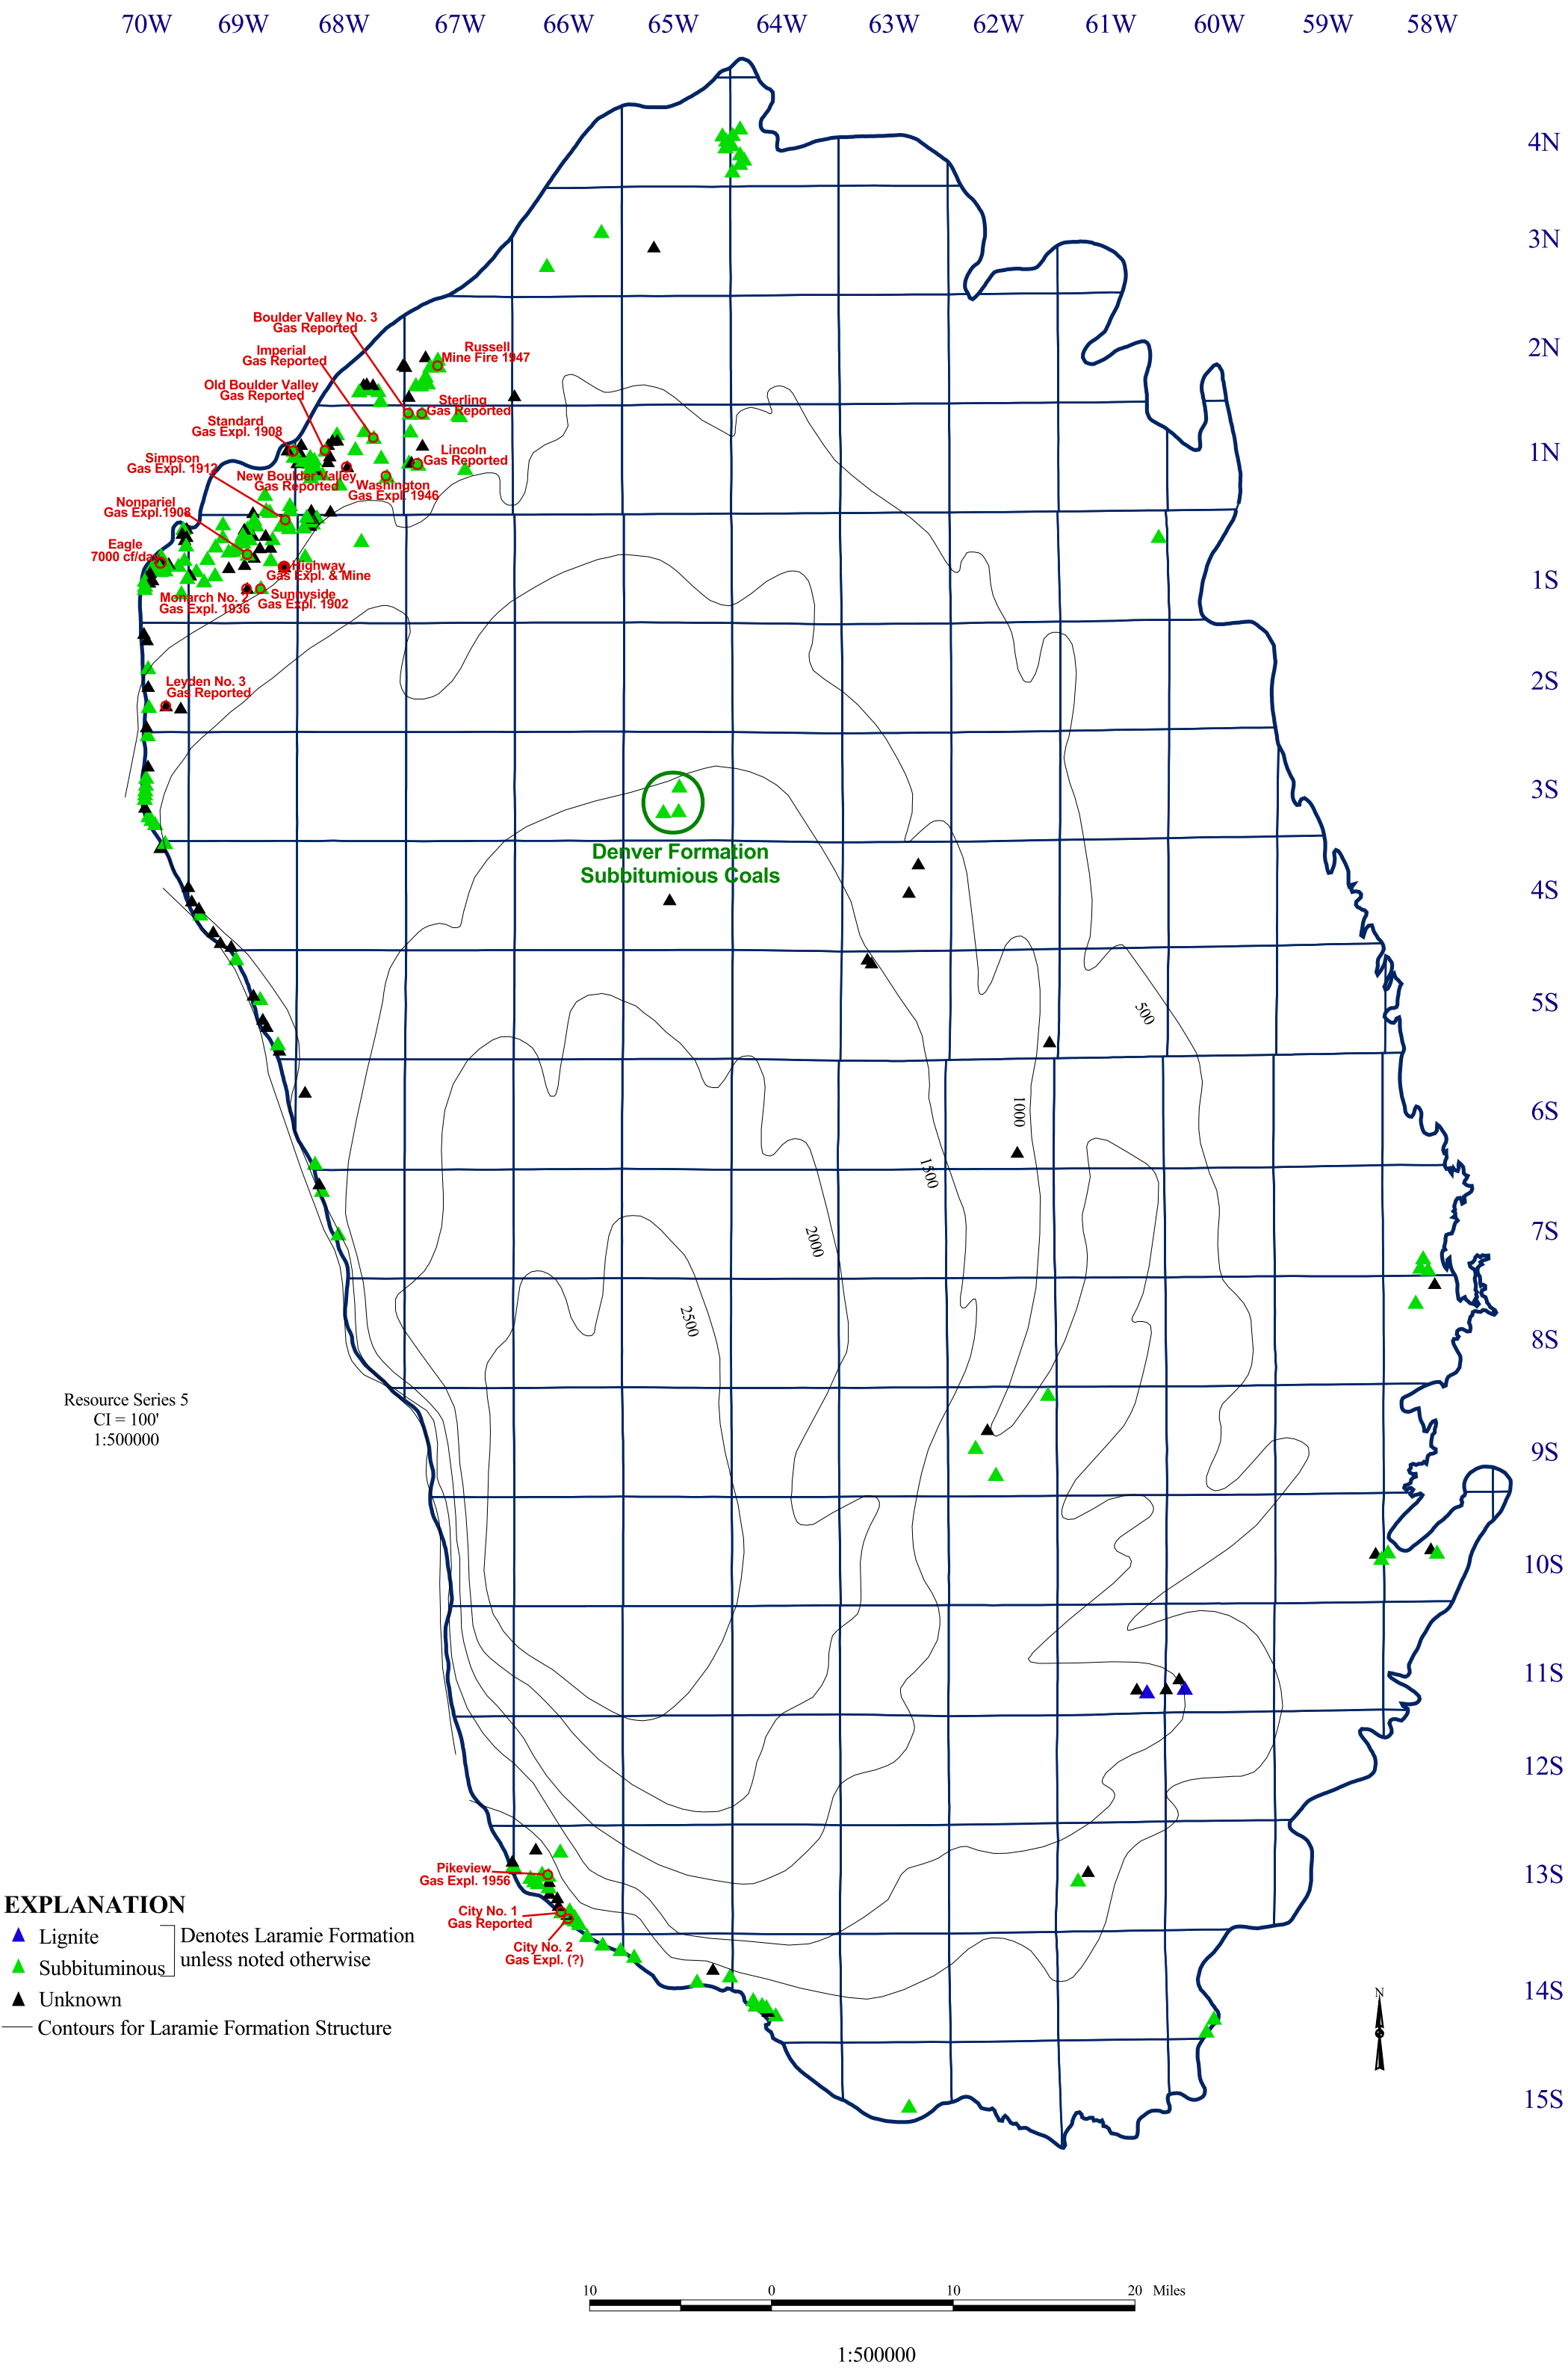 70W 69W 68W 67W 66W 65W 64W 63W 62W 61W 60W 59W 58W
4N
3N
2N
1N
1S
2S
3S
4S
5S
6S
7S
8S
9S
10S
11S
12S
13S
14S
15S
Boulder Valley No. 3
Gas Reported
Imperial
Gas Reported
Russell
Mine Fire 1947
Old Boulder Valley
Gas Reported
Sterling
Gas Reported
Standard
Gas Expl. 1908
Lincoln
Gas Reported
Simpson
Gas Expl. 1912
New Boulder Valley
Gas Reported
Washington
Gas Expl. 1946
Nonpariel
Gas Expl.1908
Eagle
7000 cf/day
Highway
Gas Expl. & Mine
Monarch No. 2
Gas Expl. 1936
Sunnyside
Gas Expl. 1902
Leyden No. 3
Gas Reported
Denver Formation
Subbitumious Coals
500
1000
1500
2000
2500
Resource Series 5
CI = 100'
1:500000
Pikeview
Gas Expl. 1956
City No. 1
Gas Reported
City No. 2
Gas Expl. (?)
EXPLANATION
Lignite
Subbituminous
Denotes Laramie Formation
unless noted otherwise
Unknown
Contours for Laramie Formation Structure
N
10 0 10 20 Miles
1:500000